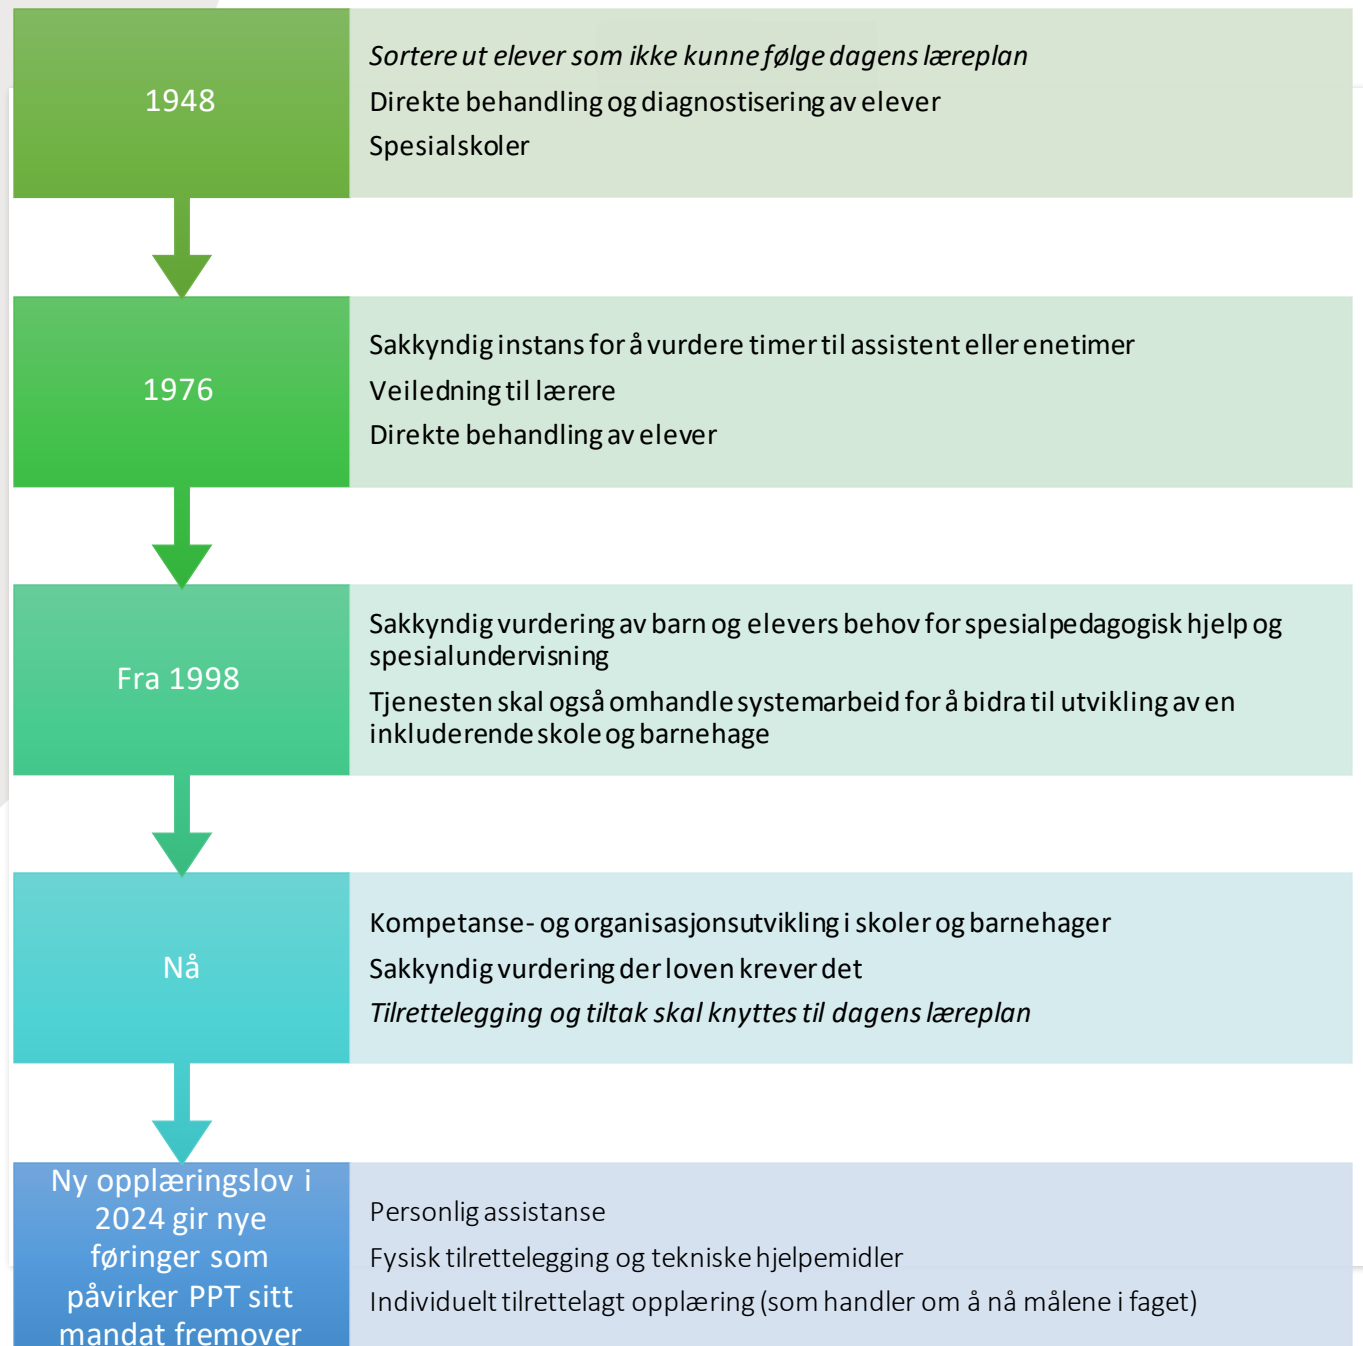 1948
Sortere ut elever som ikke kunne følge dagens læreplan
Direkte behandling og diagnostisering av elever
Spesialskoler
1976
Sakkyndig instans for å vurdere timer til assistent eller enetimer
Veiledning til lærere
Direkte behandling av elever
Fra 1998
Sakkyndig vurdering av barn og elevers behov for spesialpedagogisk hjelp og
spesialundervisning
Tjenesten skal også omhandle systemarbeid for å bidra til utvikling av en
inkluderende skole og barnehage
Nå
Kompetanse- og organisasjonsutvikling i skoler og barnehager
Sakkyndig vurdering der loven krever det
Tilrettelegging og tiltak skal knyttes til dagens læreplan
Ny opplæringslov i
2024 gir nye
føringer som
påvirker PPT sitt
mandat fremover
Personlig assistanse
Fysisk tilrettelegging og tekniske hjelpemidler
Individuelt tilrettelagt opplæring (som handler om å nå målene i faget)